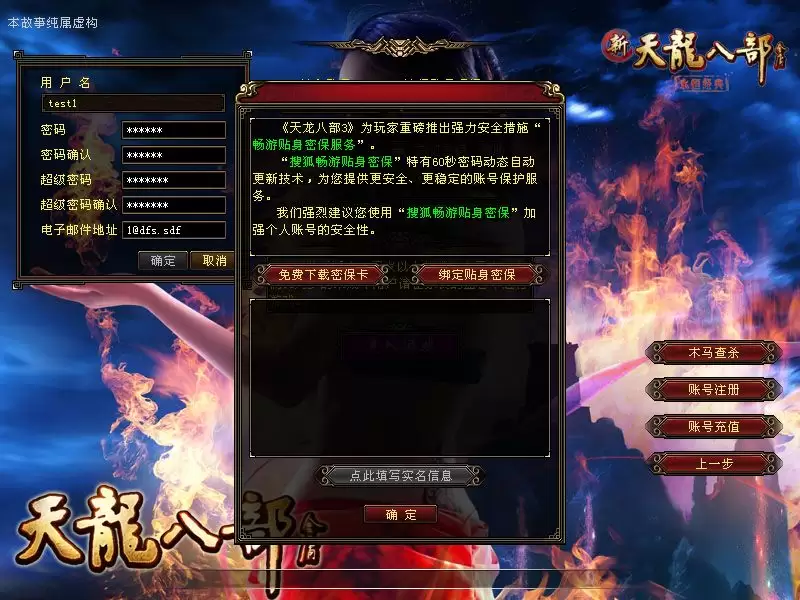 本故事纯属虚构
新天龍八部
用户名
test1
密码 ******
密码确认 ******
超级密码 *******
超级密码确认 *******
电子邮件地址 1@dfs.sdf
确定 取消
《天龙八部3》为玩家重磅推出强力安全措施“
畅游贴身密保服务”。
“搜狐畅游贴身密保”特有60秒密码动态自动
更新技术，为您提供更安全、更稳定的账号保护服
务。
我们强烈建议您使用“搜狐畅游贴身密保”加
强个人账号的安全性。
免费下载密保卡 绑定贴身密保
点此填写实名信息
确定
木马查杀
账号注册
账号充值
上一步
天龍八部